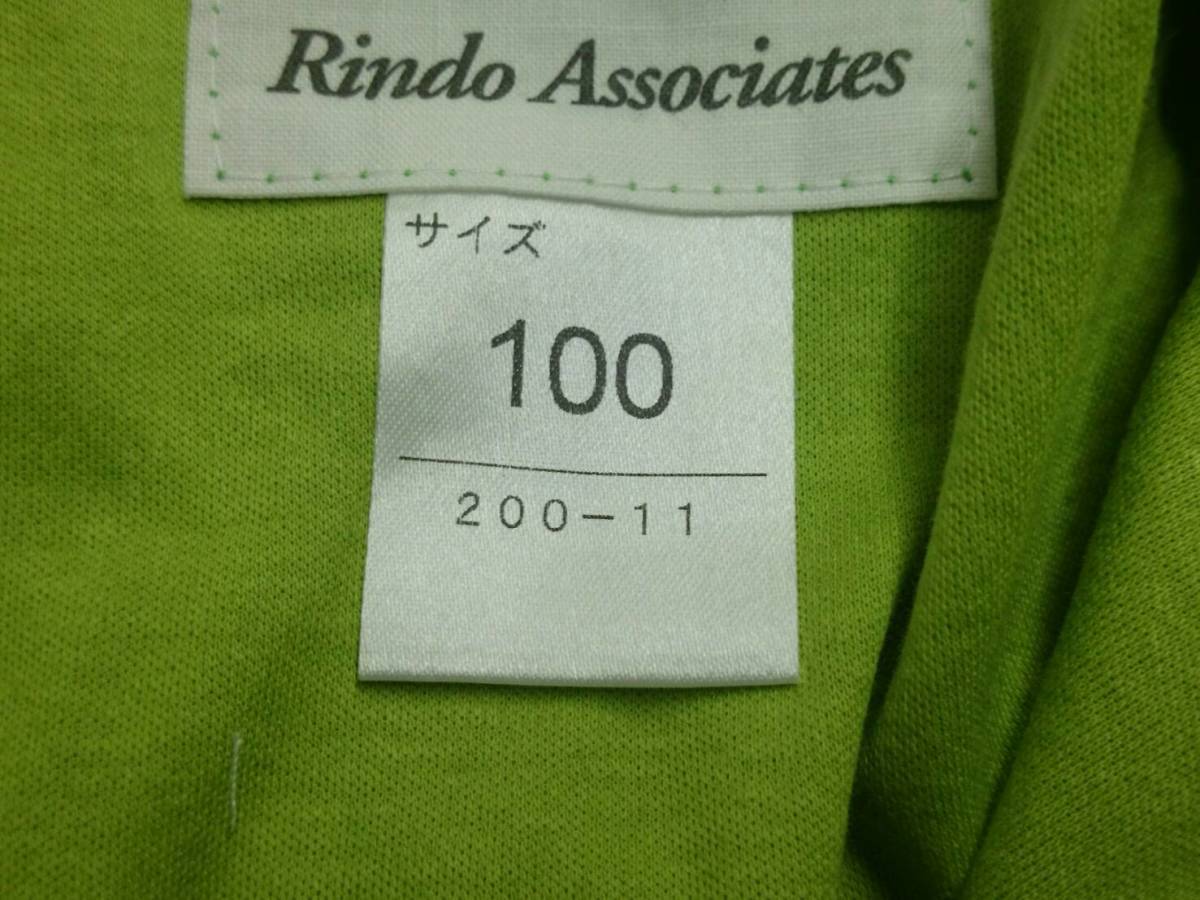 Rindo Associates
サイズ
100
200-11